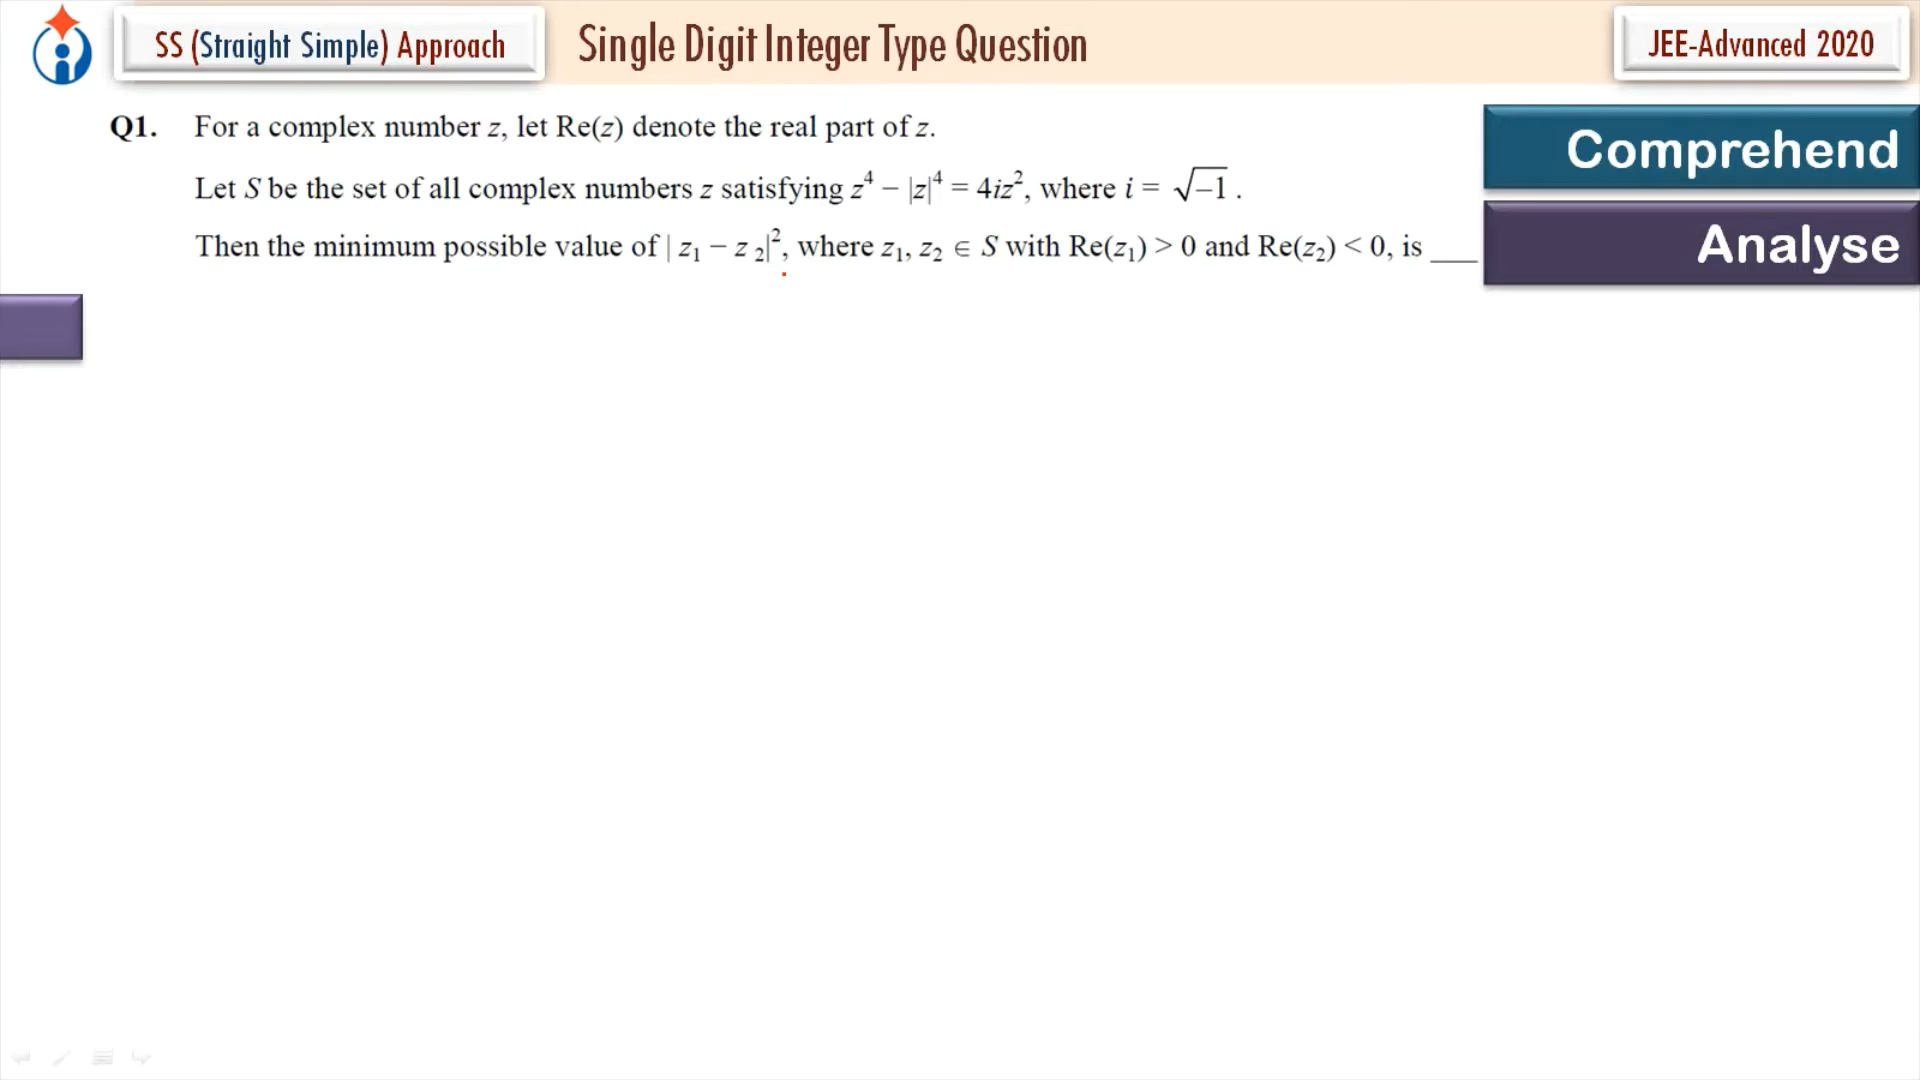 SS (Straight Simple) Approach
Single Digit Integer Type Question
JEE-Advanced 2020
Q1. For a complex number z, let Re(z) denote the real part of z.
Let S be the set of all complex numbers z satisfying z⁴ − |z|⁴ = 4iz², where i = √−1 .
Then the minimum possible value of | z₁ − z ₂|², where z₁, z₂ ∈ S with Re(z₁) > 0 and Re(z₂) < 0, is ___
Comprehend
Analyse